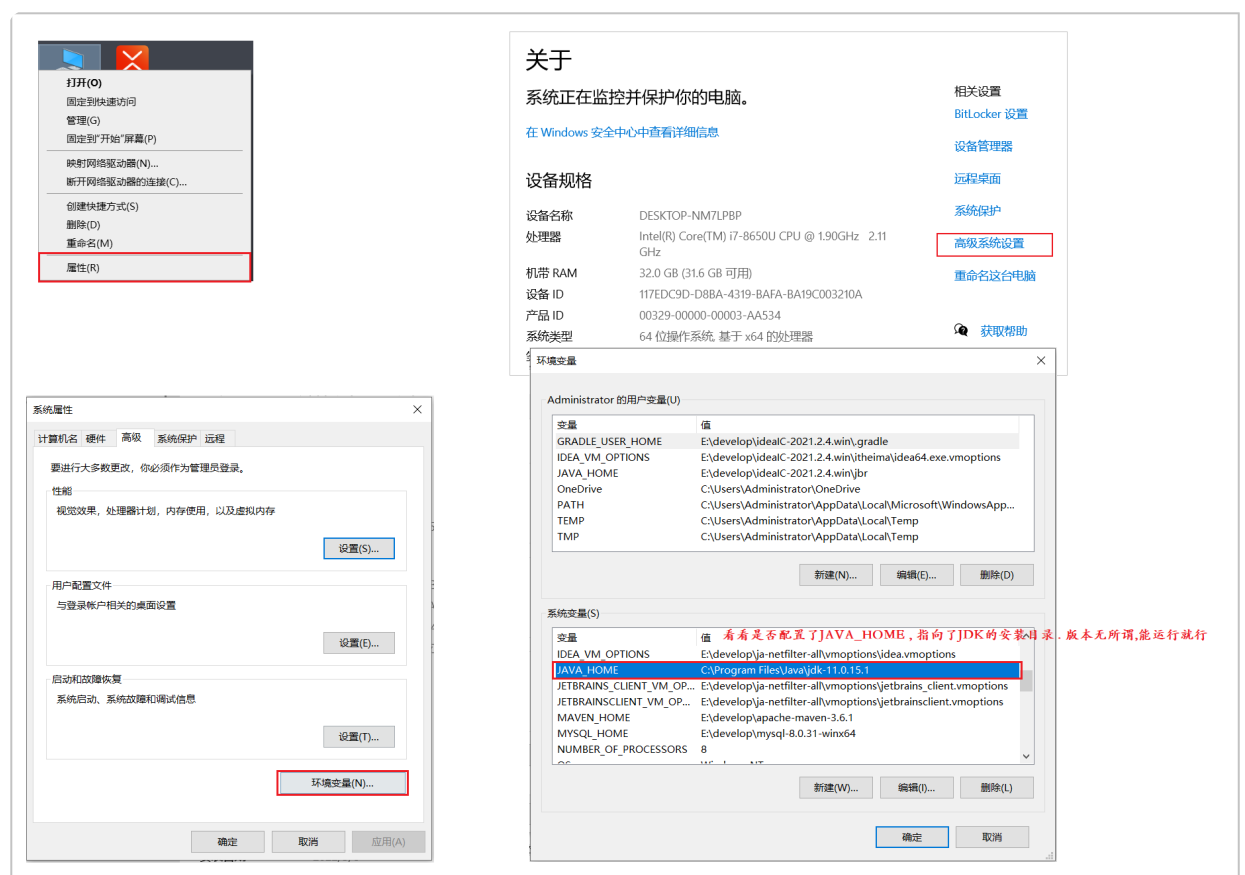 打开(O)
固定到快速访问
管理(G)
固定到"开始"屏幕(P)
映射网络驱动器(N)...
断开网络驱动器的连接(C)...
创建快捷方式(S)
删除(D)
重命名(M)
属性(R)
关于
系统正在监控并保护你的电脑。
在 Windows 安全中心中查看详细信息
设备规格
设备名称 DESKTOP-NM7LPBP
处理器 Intel(R) Core(TM) i7-8650U CPU @ 1.90GHz 2.11
GHz
机带 RAM 32.0 GB (31.6 GB 可用)
设备 ID 117EDC9D-D8BA-4319-BAFA-BA19C003210A
产品 ID 00329-00000-00003-AA534
系统类型 64 位操作系统, 基于 x64 的处理器
相关设置
BitLocker 设置
设备管理器
远程桌面
系统保护
高级系统设置
重命名这台电脑
获取帮助
系统属性
计算机名 硬件 高级 系统保护 远程
要进行大多数更改，你必须作为管理员登录。
性能
视觉效果，处理器计划，内存使用，以及虚拟内存
设置(S)...
用户配置文件
与登录帐户相关的桌面设置
设置(E)...
启动和故障恢复
系统启动、系统故障和调试信息
设置(T)...
环境变量(N)...
确定 取消 应用(A)
环境变量
Administrator 的用户变量(U)
变量 值
GRADLE_USER_HOME E:\develop\ideaIC-2021.2.4.win\.gradle
IDEA_VM_OPTIONS E:\develop\ideaIC-2021.2.4.win\itheima\idea64.exe.vmoptions
JAVA_HOME E:\develop\ideaIC-2021.2.4.win\jbr
OneDrive C:\Users\Administrator\OneDrive
PATH C:\Users\Administrator\AppData\Local\Microsoft\WindowsApp...
TEMP C:\Users\Administrator\AppData\Local\Temp
TMP C:\Users\Administrator\AppData\Local\Temp
新建(N)... 编辑(E)... 删除(D)
系统变量(S)
变量 值
看看是否配置了JAVA_HOME,指向了JDK的安装目录.版本无所谓,能运行就行
IDEA_VM_OPTIONS E:\develop\ja-netfilter-all\vmoptions\idea.vmoptions
JAVA_HOME C:\Program Files\Java\jdk-11.0.15.1
JETBRAINS_CLIENT_VM_OP... E:\develop\ja-netfilter-all\vmoptions\jetbrains_client.vmoptions
JETBRAINSCLIENT_VM_OP... E:\develop\ja-netfilter-all\vmoptions\jetbrainsclient.vmoptions
MAVEN_HOME E:\develop\apache-maven-3.6.1
MYSQL_HOME E:\develop\mysql-8.0.31-winx64
NUMBER_OF_PROCESSORS 8
新建(W)... 编辑(I)... 删除(L)
确定 取消